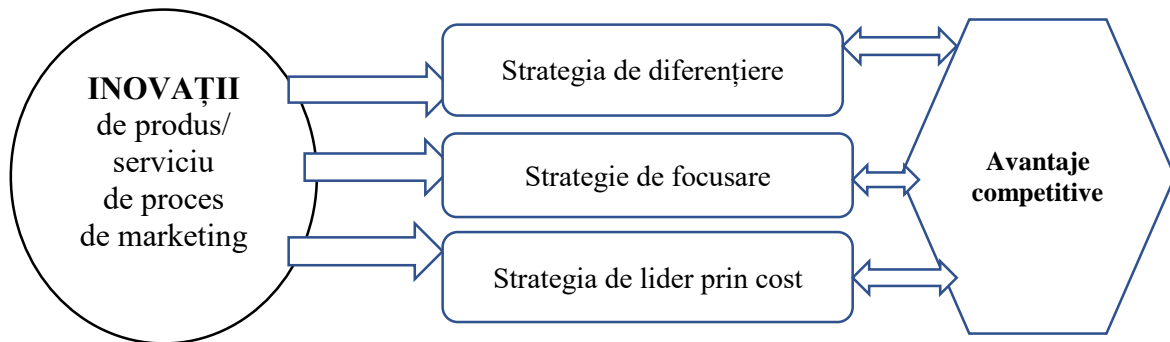 INOVAȚII
de produs/
serviciu
de proces
de marketing
Strategia de diferențiere
Strategie de focusare
Strategia de lider prin cost
Avantaje
competitive